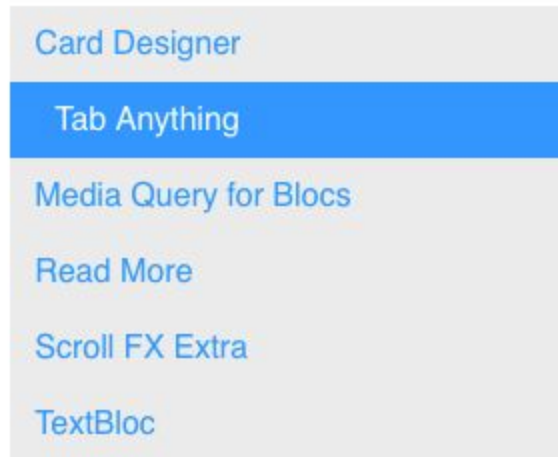 Card Designer
Tab Anything
Media Query for Blocs
Read More
Scroll FX Extra
TextBloc